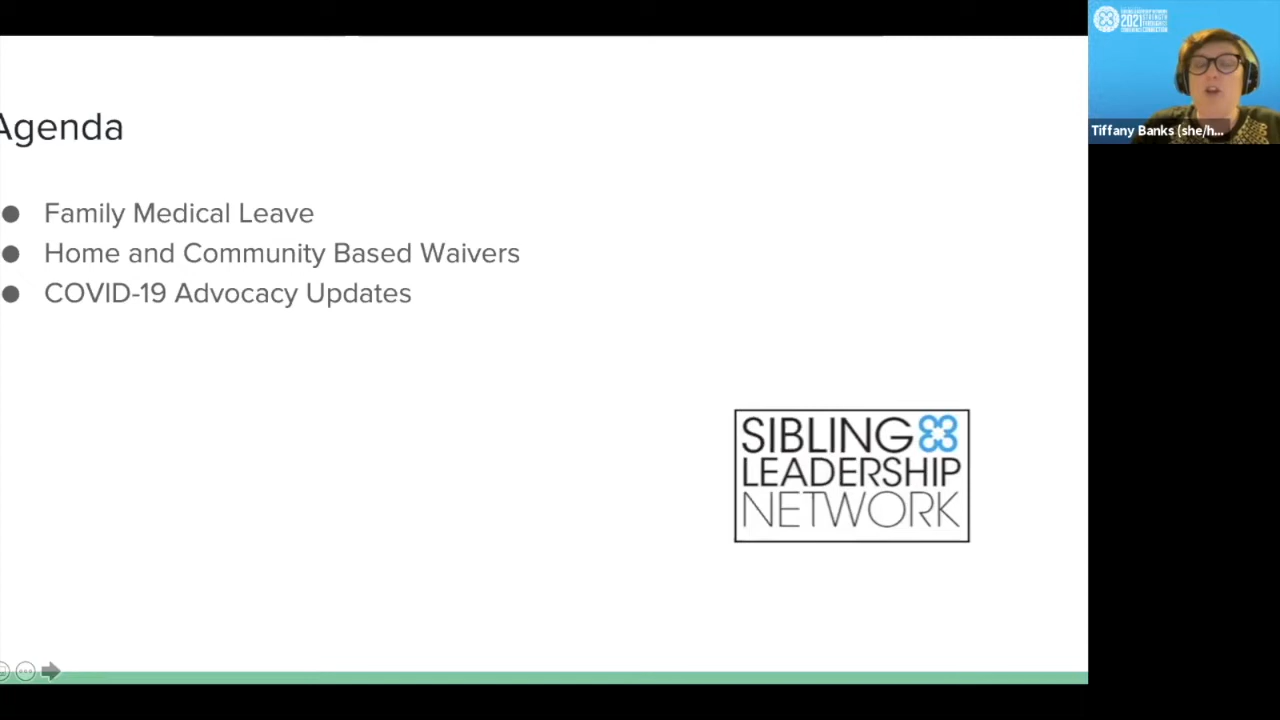 Agenda
Family Medical Leave
Home and Community Based Waivers
COVID-19 Advocacy Updates
SIBLING
LEADERSHIP
NETWORK
2021
Tiffany Banks (she/h...